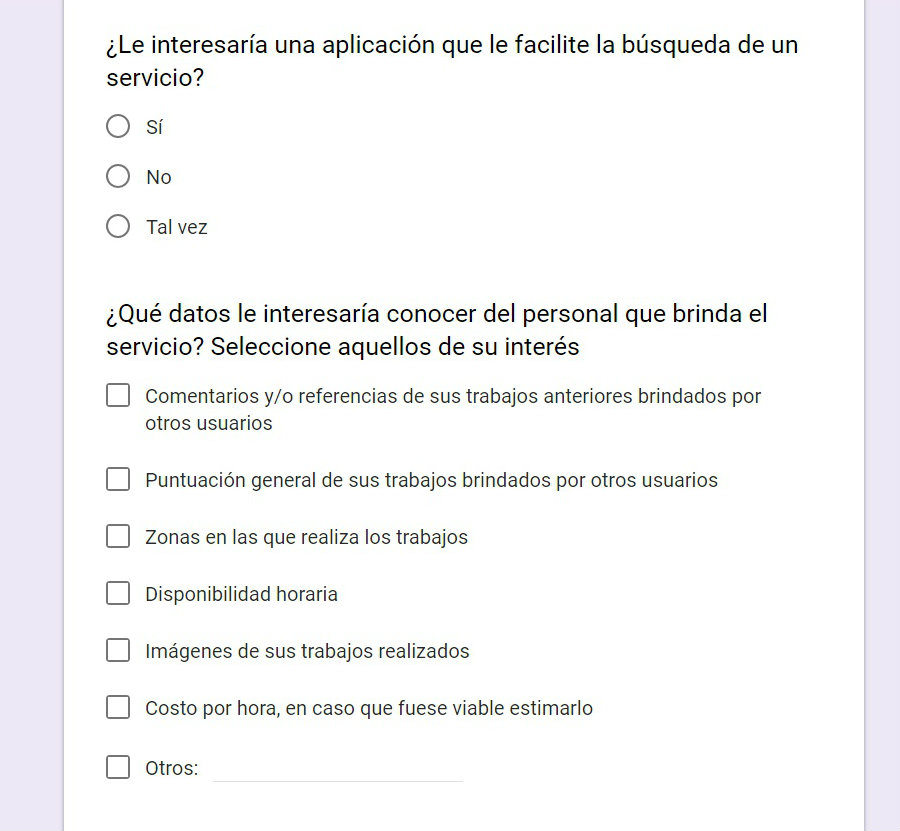 ¿Le interesaría una aplicación que le facilite la búsqueda de un
servicio?
Sí
No
Tal vez
¿Qué datos le interesaría conocer del personal que brinda el
servicio? Seleccione aquellos de su interés
Comentarios y/o referencias de sus trabajos anteriores brindados por
otros usuarios
Puntuación general de sus trabajos brindados por otros usuarios
Zonas en las que realiza los trabajos
Disponibilidad horaria
Imágenes de sus trabajos realizados
Costo por hora, en caso que fuese viable estimarlo
Otros: